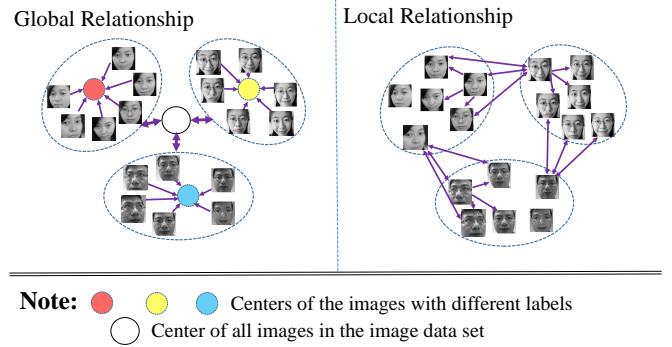 Global Relationship
Local Relationship
Note: Centers of the images with different labels
Center of all images in the image data set